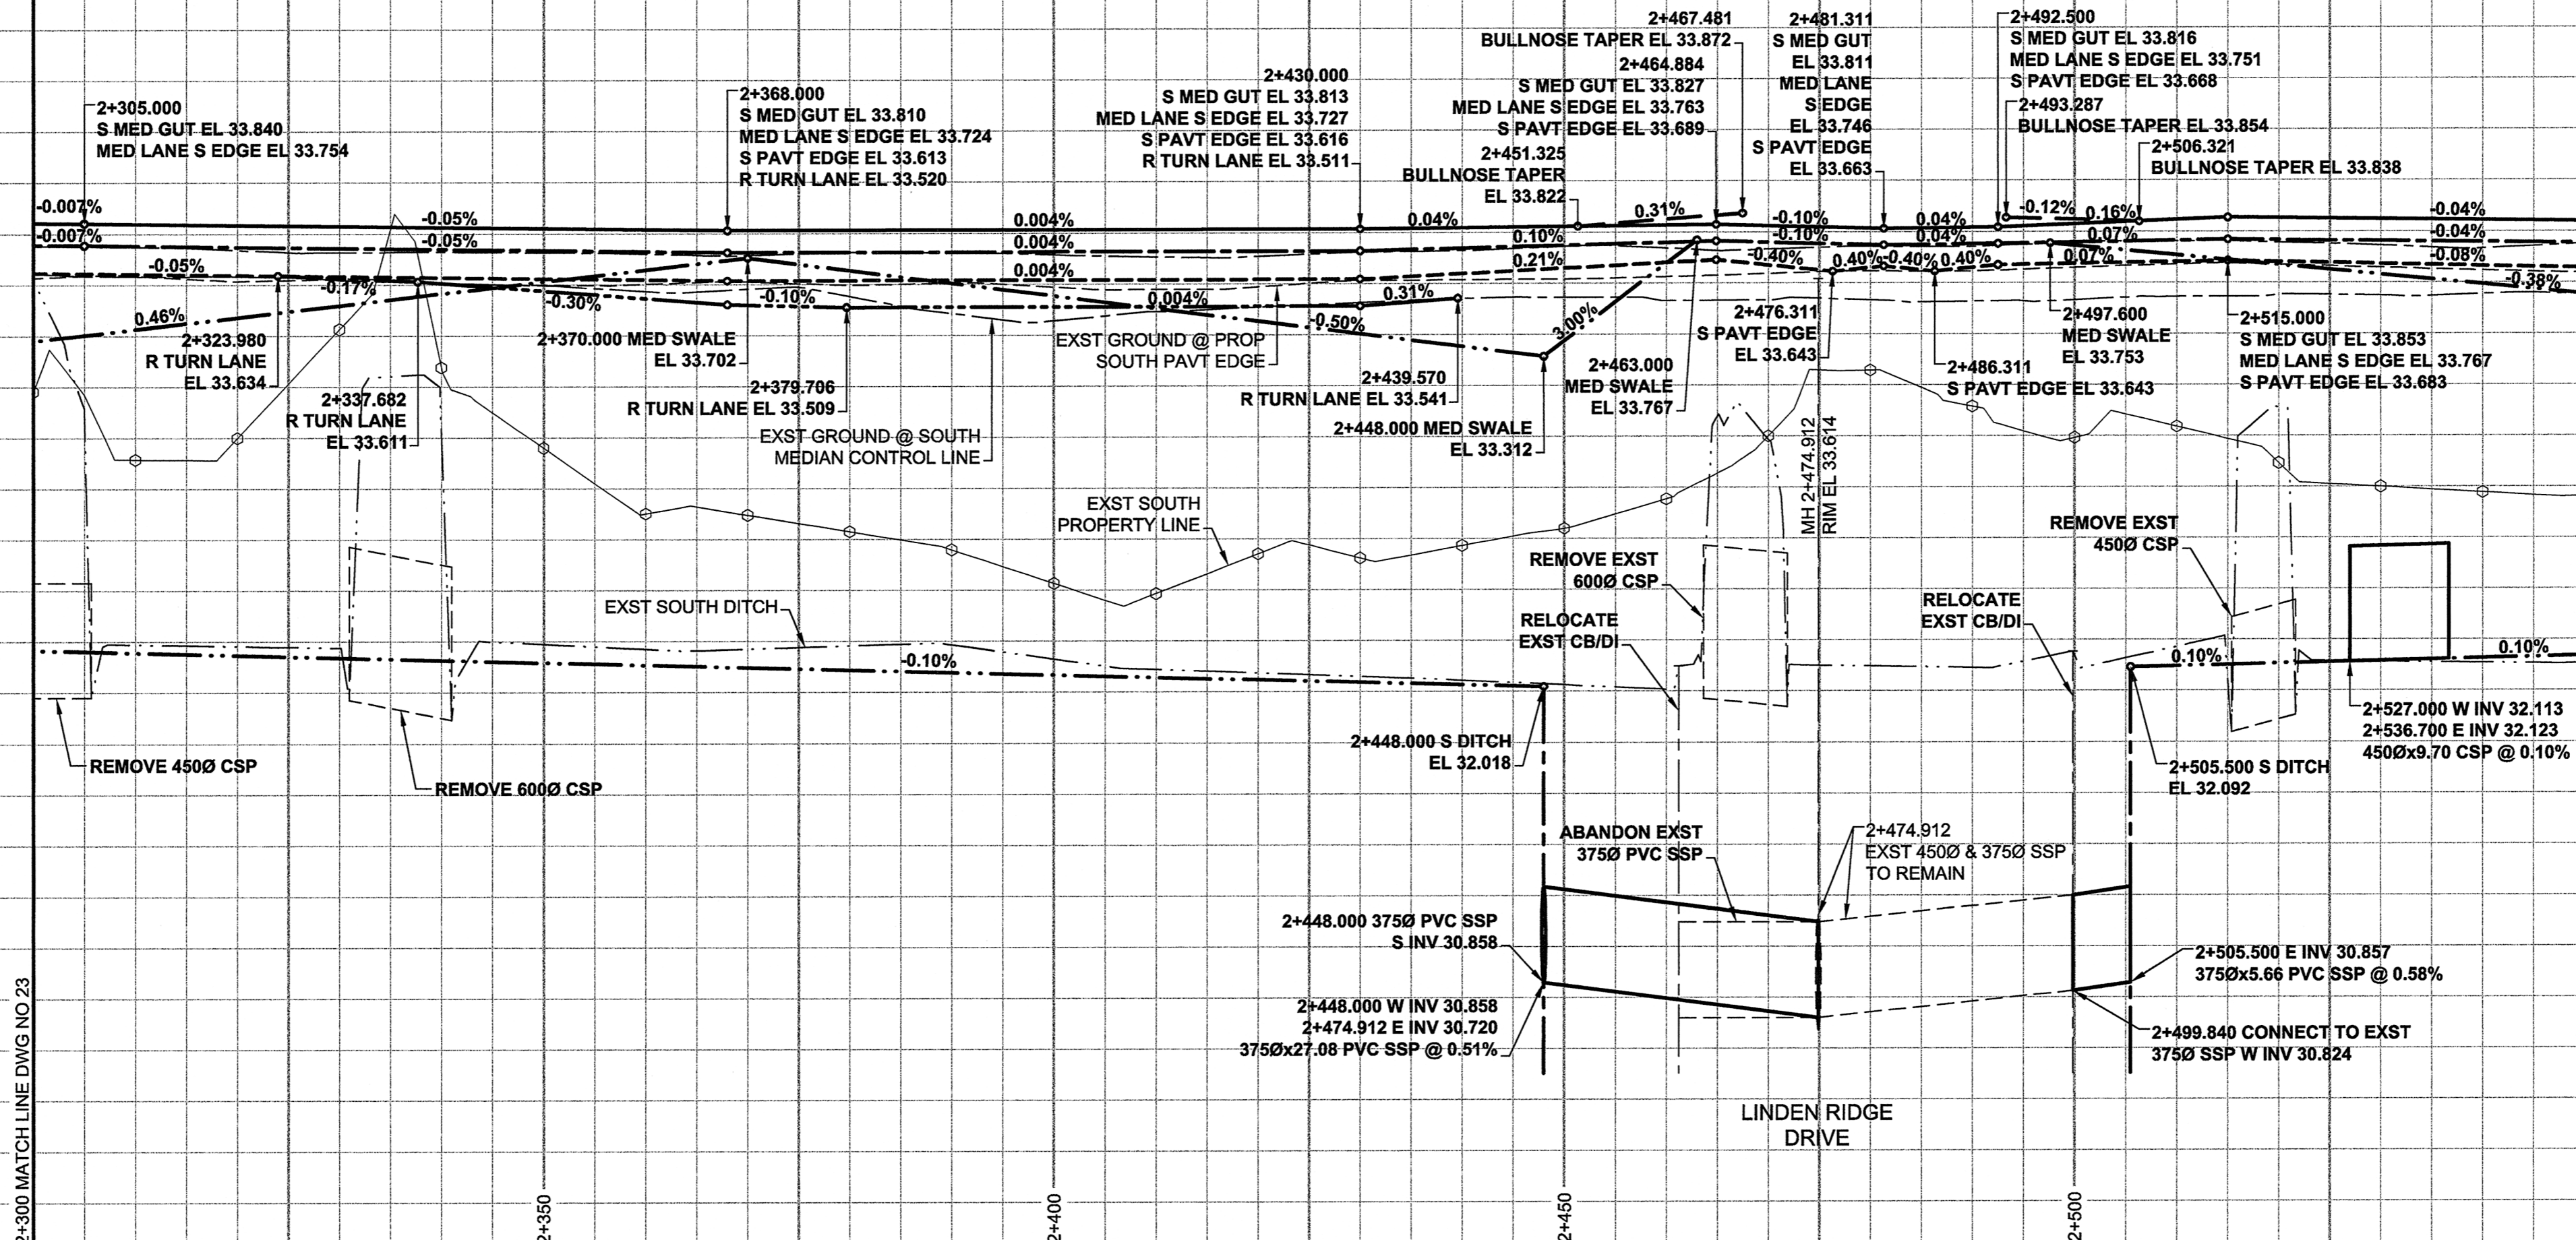 2+305.000
S MED GUT EL 33.840
MED LANE S EDGE EL 33.754
2+368.000
S MED GUT EL 33.810
MED LANE S EDGE EL 33.724
S PAVT EDGE EL 33.613
R TURN LANE EL 33.520
2+430.000
S MED GUT EL 33.813
MED LANE S EDGE EL 33.727
S PAVT EDGE EL 33.616
R TURN LANE EL 33.511
2+467.481
BULLNOSE TAPER EL 33.872
2+464.884
S MED GUT EL 33.827
MED LANE S EDGE EL 33.763
S PAVT EDGE EL 33.689
2+451.325
BULLNOSE TAPER
EL 33.822
2+481.311
S MED GUT
EL 33.811
MED LANE
S EDGE
EL 33.746
S PAVT EDGE
EL 33.663
2+492.500
S MED GUT EL 33.816
MED LANE S EDGE EL 33.751
S PAVT EDGE EL 33.668
2+493.287
BULLNOSE TAPER EL 33.854
2+506.321
BULLNOSE TAPER EL 33.838
-0.007%
-0.05%
0.004%
0.04%
0.31%
-0.10%
0.04%
-0.12%
0.16%
-0.04%
-0.007%
-0.05%
0.004%
0.10%
-0.10%
0.04%
0.07%
-0.04%
-0.05%
0.004%
0.21%
-0.40%
0.40%
-0.40%
0.40%
0.07%
-0.08%
-0.17%
-0.30%
-0.10%
0.004%
0.31%
0.46%
-0.50%
3.00%
-0.38%
2+323.980
R TURN LANE
EL 33.634
2+337.682
R TURN LANE
EL 33.611
2+370.000 MED SWALE
EL 33.702
2+379.706
R TURN LANE EL 33.509
EXST GROUND @ SOUTH
MEDIAN CONTROL LINE
EXST GROUND @ PROP
SOUTH PAVT EDGE
2+439.570
R TURN LANE EL 33.541
2+448.000 MED SWALE
EL 33.312
2+463.000
MED SWALE
EL 33.767
2+476.311
S PAVT EDGE
EL 33.643
2+486.311
S PAVT EDGE EL 33.643
2+497.600
MED SWALE
EL 33.753
2+515.000
S MED GUT EL 33.853
MED LANE S EDGE EL 33.767
S PAVT EDGE EL 33.683
MH 2+474.912
RIM EL 33.614
EXST SOUTH
PROPERTY LINE
REMOVE EXST
600Ø CSP
REMOVE EXST
450Ø CSP
RELOCATE
EXST CB/DI
RELOCATE
EXST CB/DI
EXST SOUTH DITCH
-0.10%
0.10%
0.10%
REMOVE 450Ø CSP
REMOVE 600Ø CSP
2+448.000 S DITCH
EL 32.018
2+527.000 W INV 32.113
2+536.700 E INV 32.123
450Øx9.70 CSP @ 0.10%
2+505.500 S DITCH
EL 32.092
ABANDON EXST
375Ø PVC SSP
2+474.912
EXST 450Ø & 375Ø SSP
TO REMAIN
2+448.000 375Ø PVC SSP
S INV 30.858
2+448.000 W INV 30.858
2+474.912 E INV 30.720
375Øx27.08 PVC SSP @ 0.51%
2+505.500 E INV 30.857
375Øx5.66 PVC SSP @ 0.58%
2+499.840 CONNECT TO EXST
375Ø SSP W INV 30.824
LINDEN RIDGE
DRIVE
2+300 MATCH LINE DWG NO 23
2+350
2+400
2+450
2+500